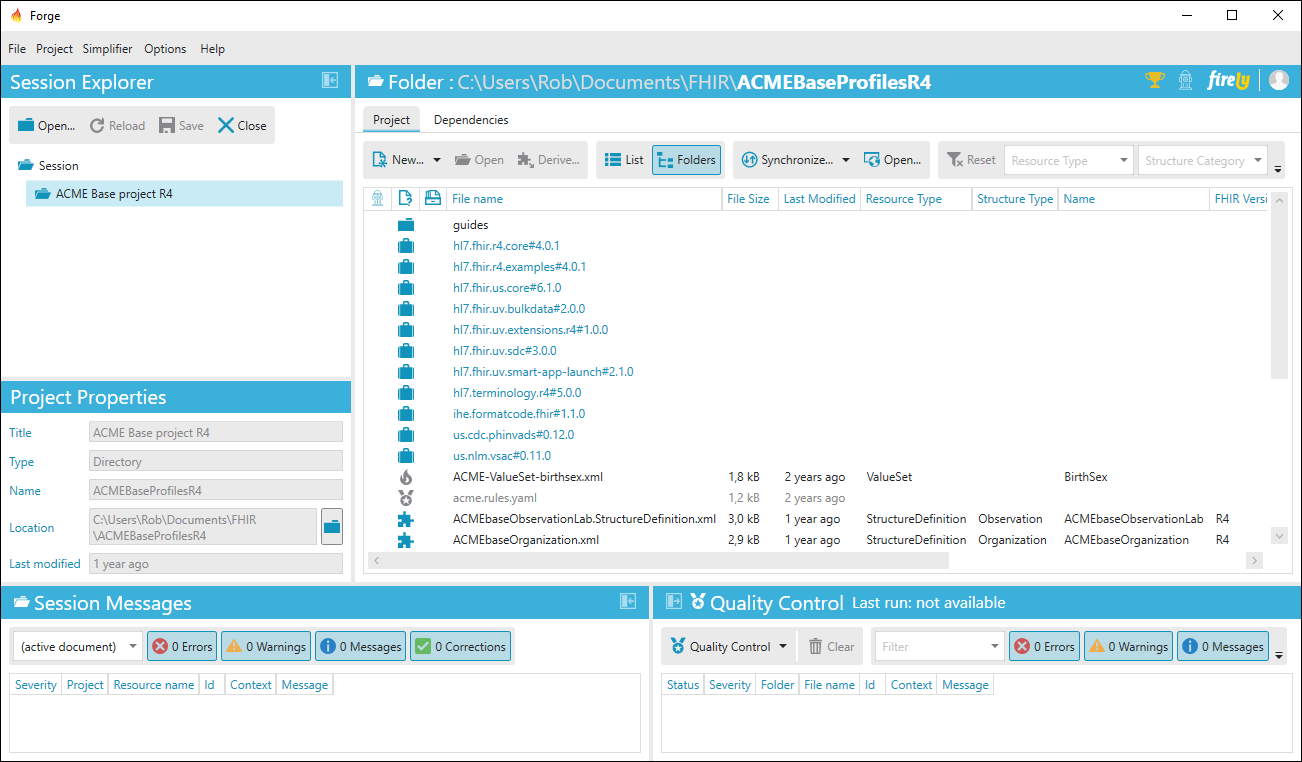 Forge
File Project Simplifier Options Help
Session Explorer
Open... Reload Save Close
Session
ACME Base project R4
Project Properties
Title ACME Base project R4
Type Directory
Name ACMEBaseProfilesR4
Location C:\Users\Rob\Documents\FHIR
\ACMEBaseProfilesR4
Last modified 1 year ago
Folder : C:\Users\Rob\Documents\FHIR\ACMEBaseProfilesR4
firely
Project Dependencies
New... Open Derive... List Folders Synchronize... Open... Reset Resource Type Structure Category
File name File Size Last Modified Resource Type Structure Type Name FHIR Versi
guides
hl7.fhir.r4.core#4.0.1
hl7.fhir.r4.examples#4.0.1
hl7.fhir.us.core#6.1.0
hl7.fhir.uv.bulkdata#2.0.0
hl7.fhir.uv.extensions.r4#1.0.0
hl7.fhir.uv.sdc#3.0.0
hl7.fhir.uv.smart-app-launch#2.1.0
hl7.terminology.r4#5.0.0
ihe.formatcode.fhir#1.1.0
us.cdc.phinvads#0.12.0
us.nlm.vsac#0.11.0
ACME-ValueSet-birthsex.xml 1,8 kB 2 years ago ValueSet BirthSex
acme.rules.yaml 1,2 kB 2 years ago
ACMEbaseObservationLab.StructureDefinition.xml 3,0 kB 1 year ago StructureDefinition Observation ACMEbaseObservationLab R4
ACMEbaseOrganization.xml 2,9 kB 1 year ago StructureDefinition Organization ACMEbaseOrganization R4
Session Messages
(active document) 0 Errors 0 Warnings 0 Messages 0 Corrections
Severity Project Resource name Id Context Message
Quality Control Last run: not available
Quality Control Clear Filter 0 Errors 0 Warnings 0 Messages
Status Severity Folder File name Id Context Message